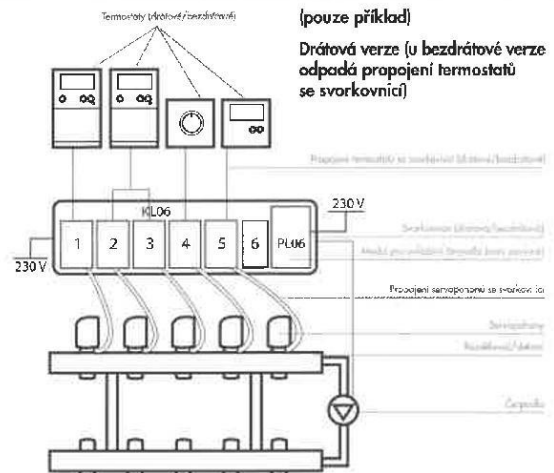 Termostaty (drátové/bezdrátové)
(pouze příklad)
Drátová verze (u bezdrátové verze
odpadá propojení termostatů
se svorkovnicí)
Propojení termostatů se svorkovnicí (drátové/bezdrátové)
KL06
230 V
1 2 3 4 5 6 PL06
Svorkovnice (drátová/bezdrátová)
230 V
Propojení servopohonů se svorkovnicí
Servopohony
Čerpadlo